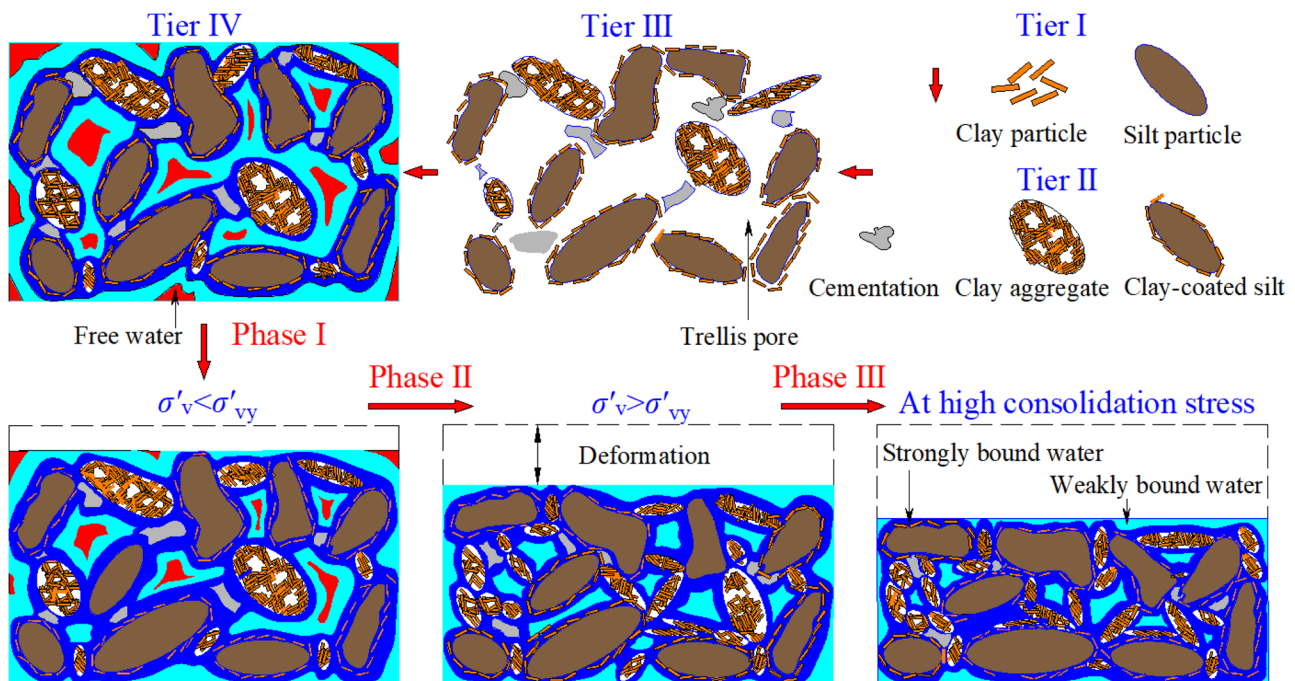 Tier IV
Tier III
Tier I
Clay particle
Silt particle
Tier II
Cementation
Clay aggregate
Clay-coated silt
Trellis pore
Free water
Phase I
Phase II
Phase III
σ'v<σ'vy
σ'v>σ'vy
At high consolidation stress
Deformation
Strongly bound water
Weakly bound water